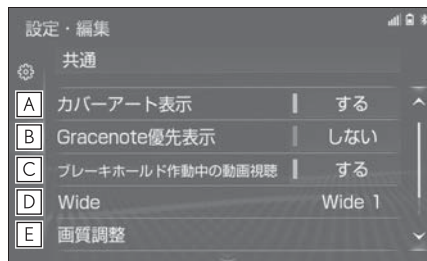 設定・編集
共通
A カバーアート表示 する
B Gracenote優先表示 しない
C ブレーキホールド作動中の動画視聴 する
D Wide Wide 1
E 画質調整